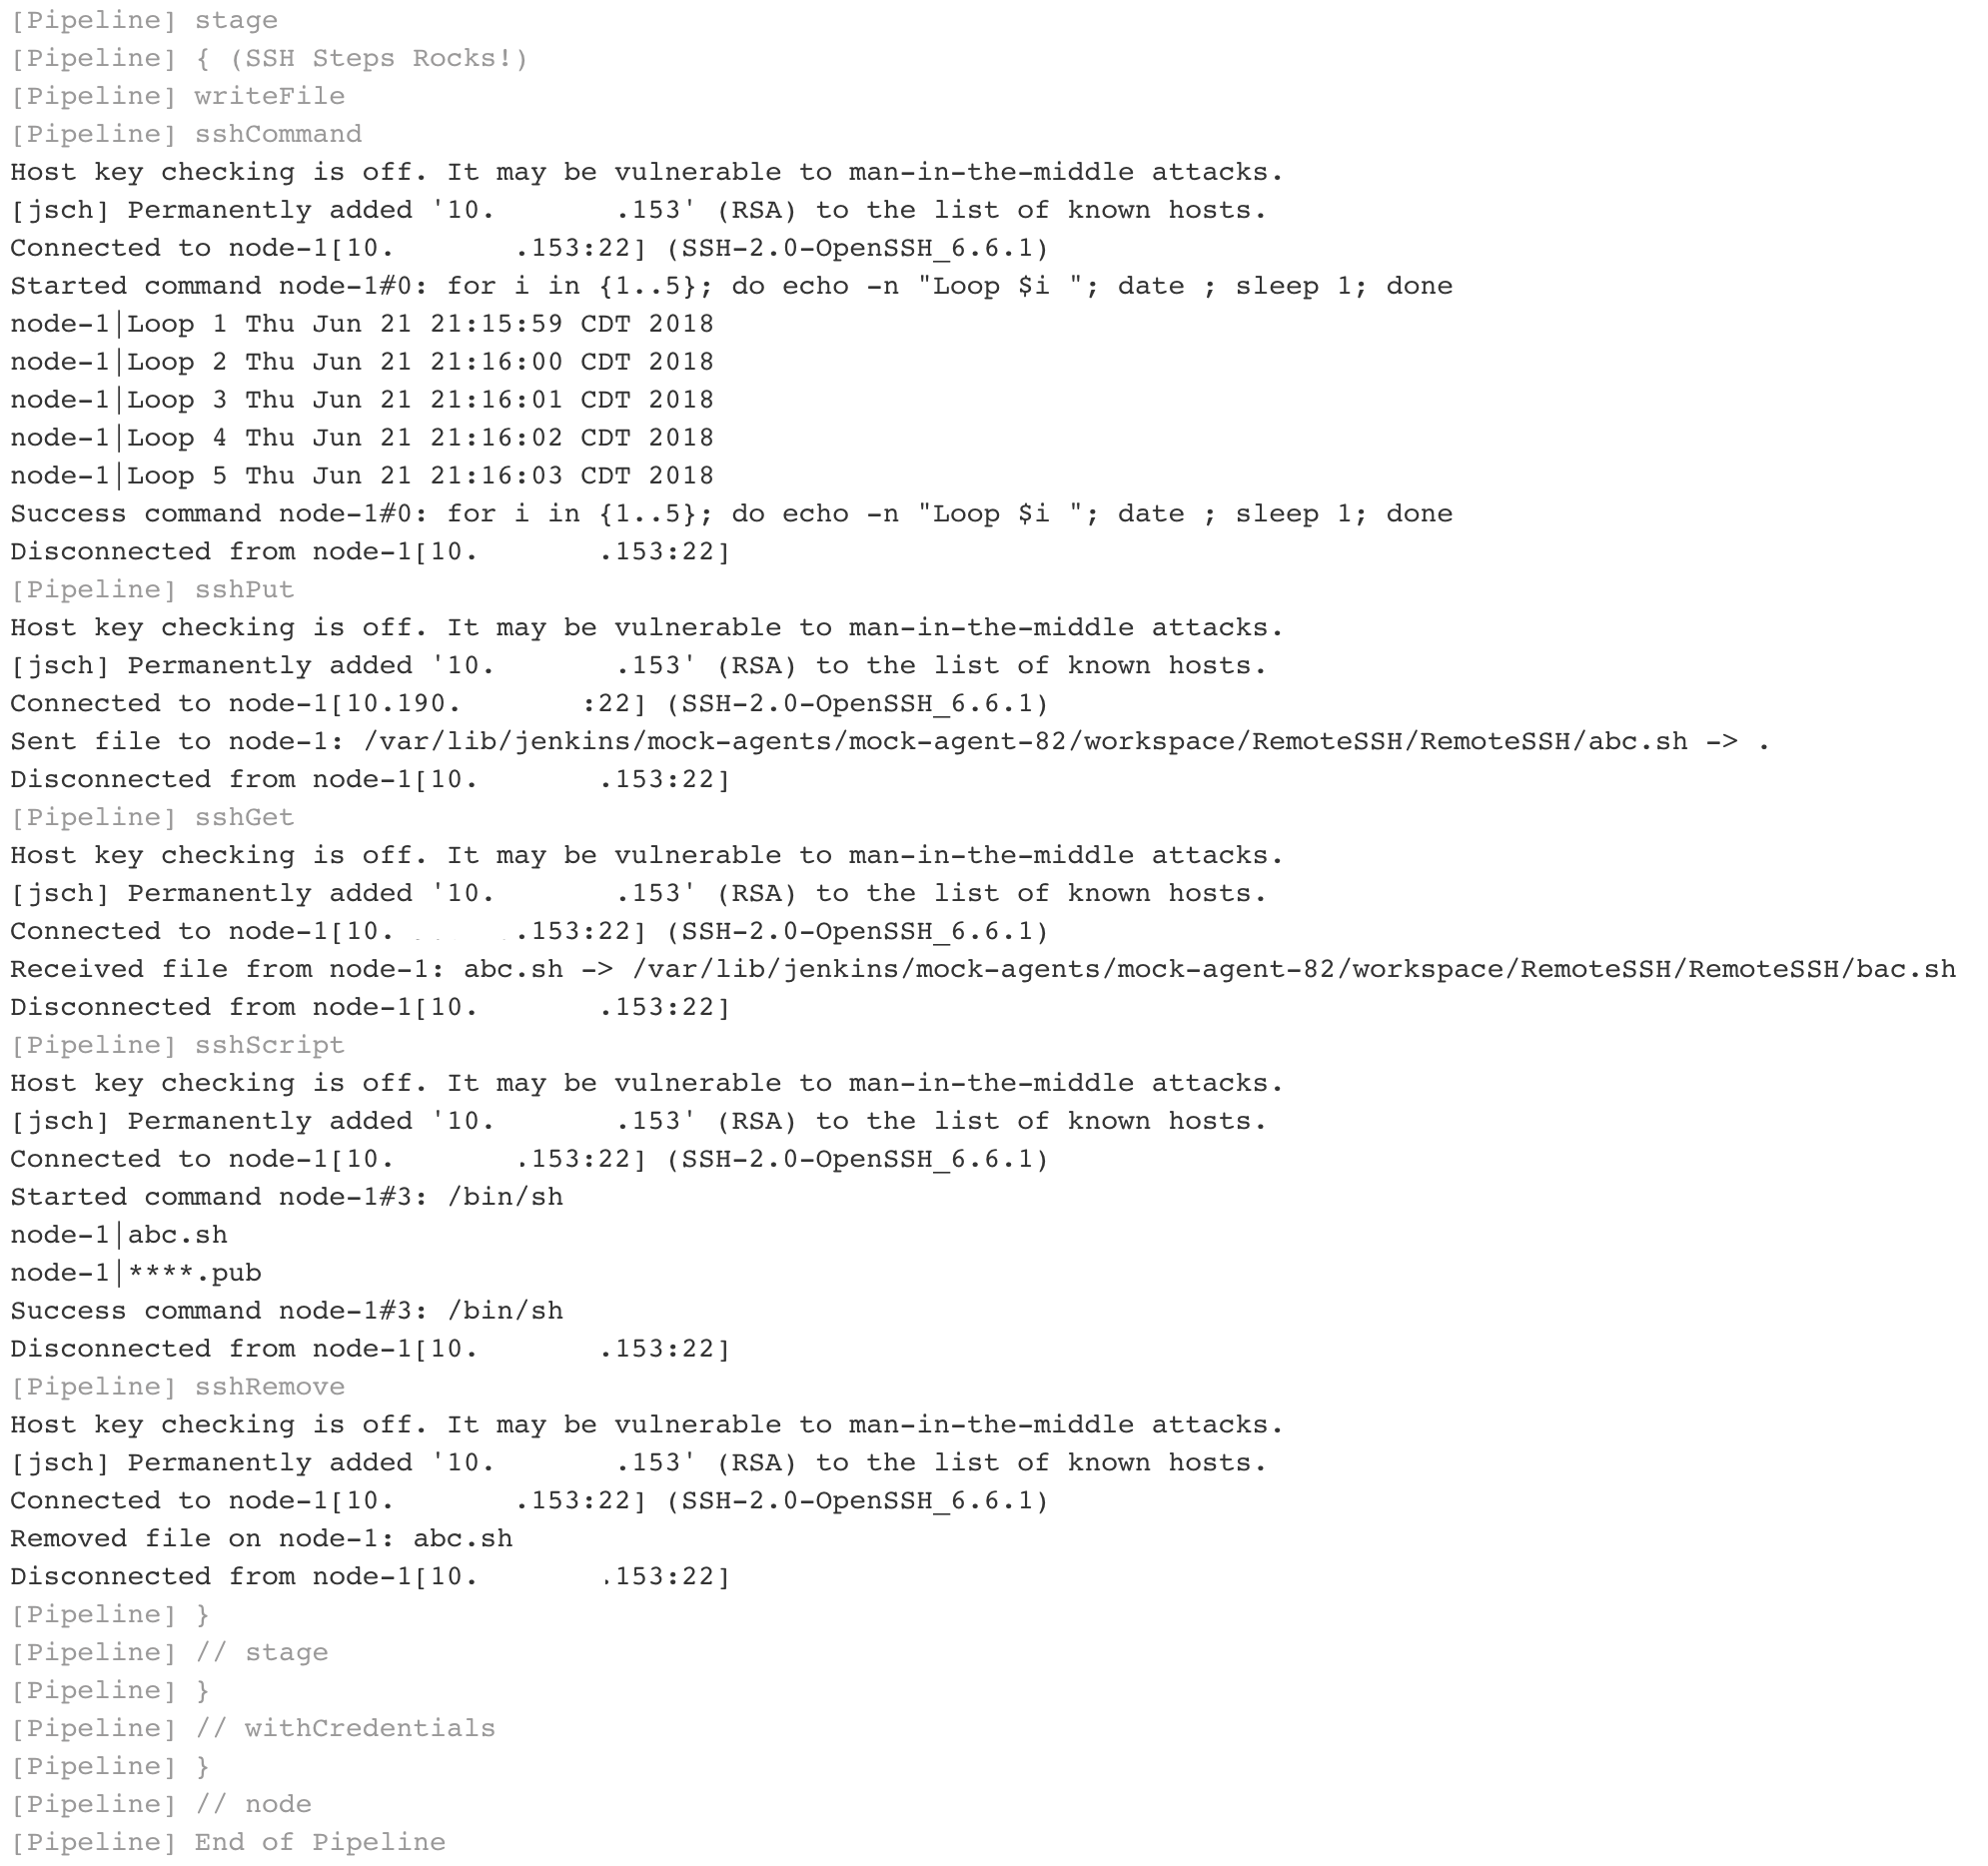 [Pipeline] stage
[Pipeline] { (SSH Steps Rocks!)
[Pipeline] writeFile
[Pipeline] sshCommand
Host key checking is off. It may be vulnerable to man-in-the-middle attacks.
[jsch] Permanently added '10.       .153' (RSA) to the list of known hosts.
Connected to node-1[10.       .153:22] (SSH-2.0-OpenSSH_6.6.1)
Started command node-1#0: for i in {1..5}; do echo -n "Loop $i "; date ; sleep 1; done
node-1|Loop 1 Thu Jun 21 21:15:59 CDT 2018
node-1|Loop 2 Thu Jun 21 21:16:00 CDT 2018
node-1|Loop 3 Thu Jun 21 21:16:01 CDT 2018
node-1|Loop 4 Thu Jun 21 21:16:02 CDT 2018
node-1|Loop 5 Thu Jun 21 21:16:03 CDT 2018
Success command node-1#0: for i in {1..5}; do echo -n "Loop $i "; date ; sleep 1; done
Disconnected from node-1[10.       .153:22]
[Pipeline] sshPut
Host key checking is off. It may be vulnerable to man-in-the-middle attacks.
[jsch] Permanently added '10.       .153' (RSA) to the list of known hosts.
Connected to node-1[10.190.       :22] (SSH-2.0-OpenSSH_6.6.1)
Sent file to node-1: /var/lib/jenkins/mock-agents/mock-agent-82/workspace/RemoteSSH/RemoteSSH/abc.sh -> .
Disconnected from node-1[10.       .153:22]
[Pipeline] sshGet
Host key checking is off. It may be vulnerable to man-in-the-middle attacks.
[jsch] Permanently added '10.       .153' (RSA) to the list of known hosts.
Connected to node-1[10.       .153:22] (SSH-2.0-OpenSSH_6.6.1)
Received file from node-1: abc.sh -> /var/lib/jenkins/mock-agents/mock-agent-82/workspace/RemoteSSH/RemoteSSH/bac.sh
Disconnected from node-1[10.       .153:22]
[Pipeline] sshScript
Host key checking is off. It may be vulnerable to man-in-the-middle attacks.
[jsch] Permanently added '10.       .153' (RSA) to the list of known hosts.
Connected to node-1[10.       .153:22] (SSH-2.0-OpenSSH_6.6.1)
Started command node-1#3: /bin/sh
node-1|abc.sh
node-1|****.pub
Success command node-1#3: /bin/sh
Disconnected from node-1[10.       .153:22]
[Pipeline] sshRemove
Host key checking is off. It may be vulnerable to man-in-the-middle attacks.
[jsch] Permanently added '10.       .153' (RSA) to the list of known hosts.
Connected to node-1[10.       .153:22] (SSH-2.0-OpenSSH_6.6.1)
Removed file on node-1: abc.sh
Disconnected from node-1[10.       .153:22]
[Pipeline] }
[Pipeline] // stage
[Pipeline] }
[Pipeline] // withCredentials
[Pipeline] }
[Pipeline] // node
[Pipeline] End of Pipeline